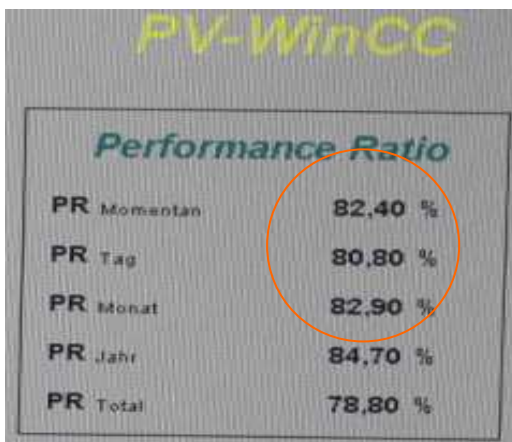 PV-WinCC
Performance Ratio
PR Momentan 82,40 %
PR Tag 80,80 %
PR Monat 82,90 %
PR Jahr 84,70 %
PR Total 78,80 %